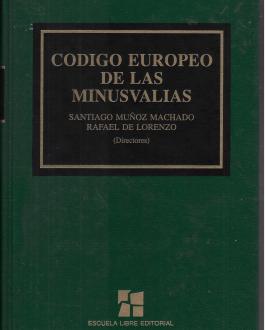 CODIGO EUROPEO
DE LAS
MINUSVALIAS
SANTIAGO MUÑOZ MACHADO
RAFAEL DE LORENZO
(Directores)
ESCUELA LIBRE EDITORIAL